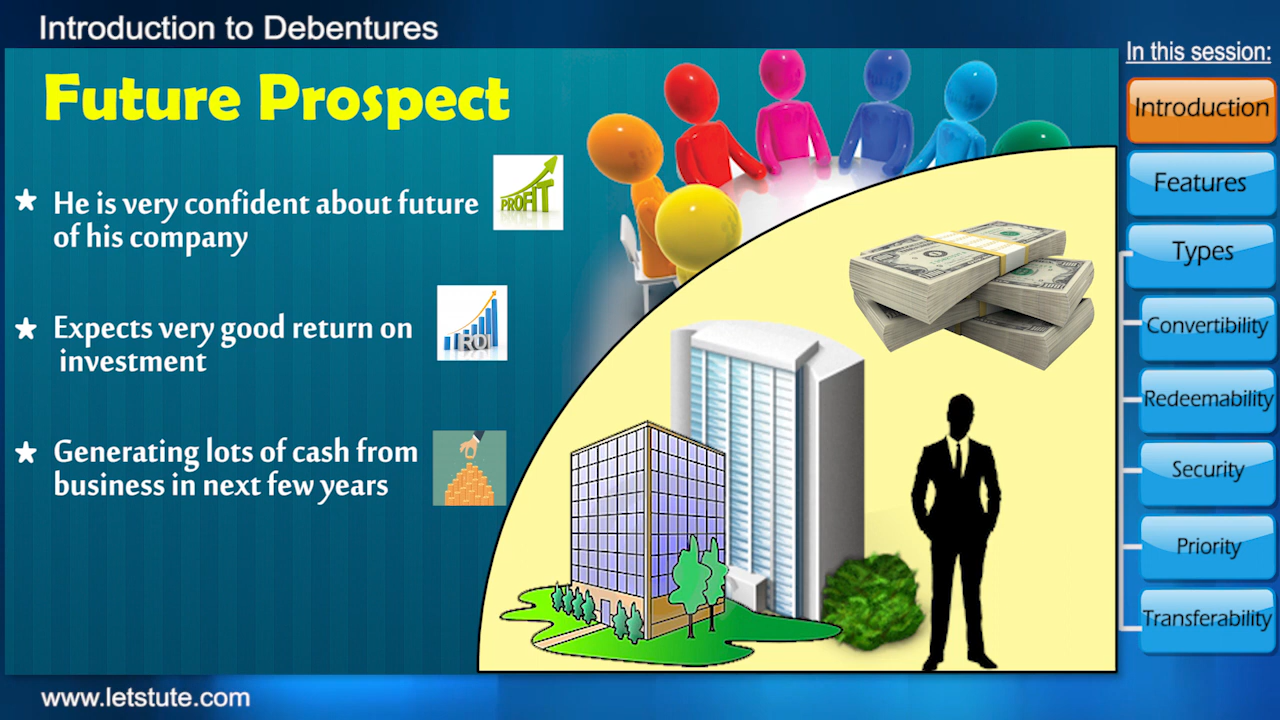 Introduction to Debentures
In this session:
Future Prospect
He is very confident about future
of his company
PROFIT
Expects very good return on
investment
ROI
Generating lots of cash from
business in next few years
Introduction
Features
Types
Convertibility
Redeemability
Security
Priority
Transferability
www.letstute.com